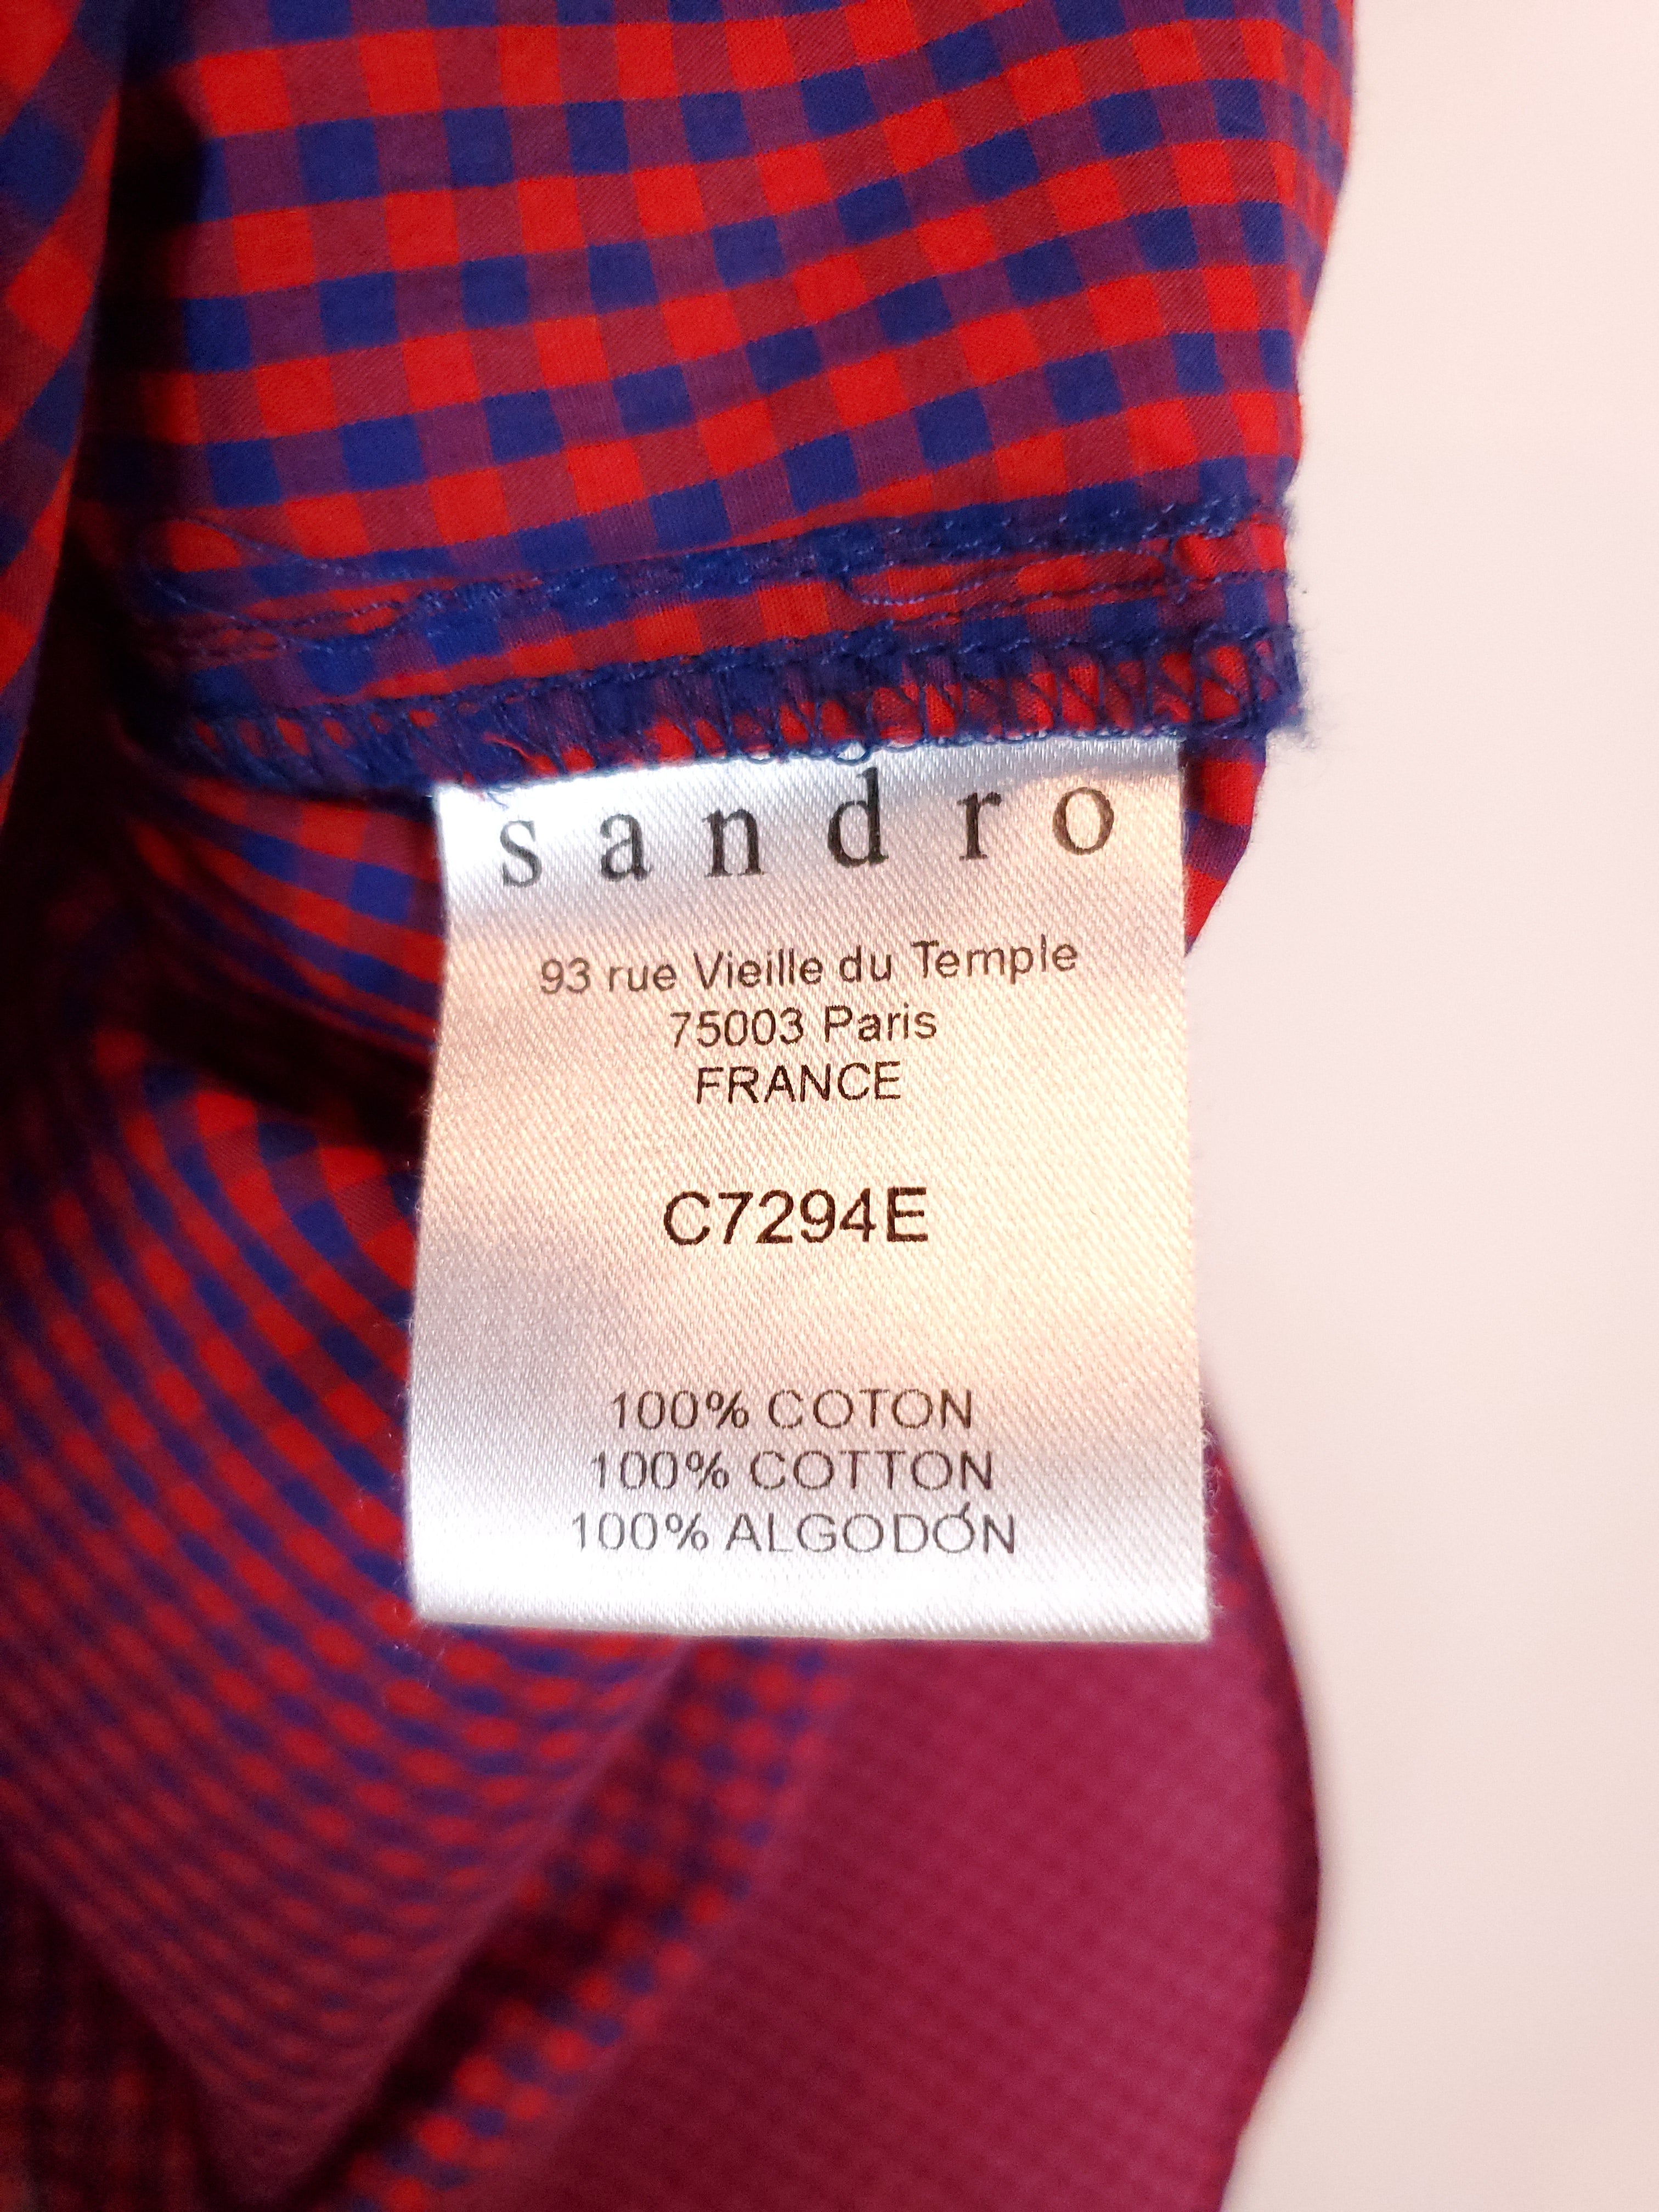 sandro
93 rue Vieille du Temple
75003 Paris
FRANCE
C7294E
100% COTON
100% COTTON
100% ALGODÓN